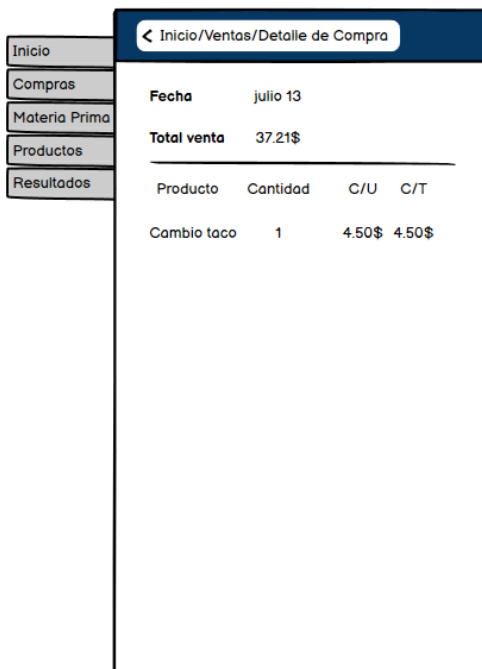 Inicio/Ventas/Detalle de Compra
Inicio
Compras
Materia Prima
Productos
Resultados
Fecha julio 13
Total venta 37.21$
Producto Cantidad C/U C/T
Cambio taco 1 4.50$ 4.50$